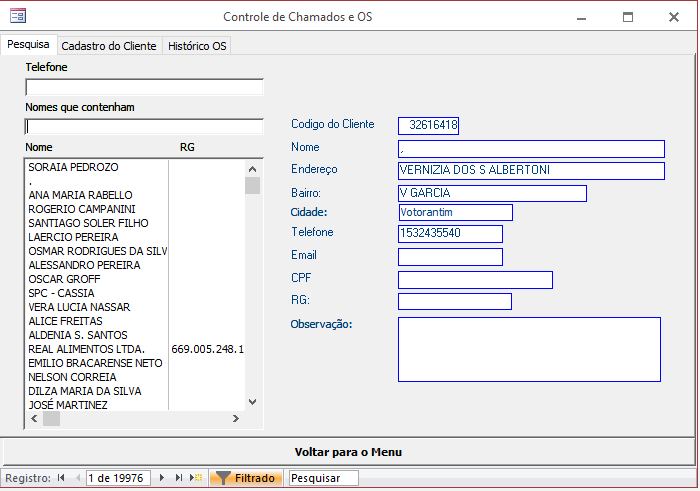 Controle de Chamados e OS
Pesquisa Cadastro do Cliente Histórico OS
Telefone
Nomes que contenham
Nome RG
SORAIA PEDROZO
.
ANA MARIA RABELLO
ROGERIO CAMPANINI
SANTIAGO SOLER FILHO
LAERCIO PEREIRA
OSMAR RODRIGUES DA SILV
ALESSANDRO PEREIRA
OSCAR GROFF
SPC - CASSIA
VERA LUCIA NASSAR
ALICE FREITAS
ALDENIA S. SANTOS
REAL ALIMENTOS LTDA. 669.005.248.1
EMILIO BRACARENSE NETO
NELSON CORREIA
DILZA MARIA DA SILVA
JOSÉ MARTINEZ
Codigo do Cliente 32616418
Nome .
Endereço VERNIZIA DOS S ALBERTONI
Bairro: V GARCIA
Cidade: Votorantim
Telefone 1532435540
Email
CPF
RG:
Observação:
Voltar para o Menu
Registro: 1 de 19976 Filtrado Pesquisar